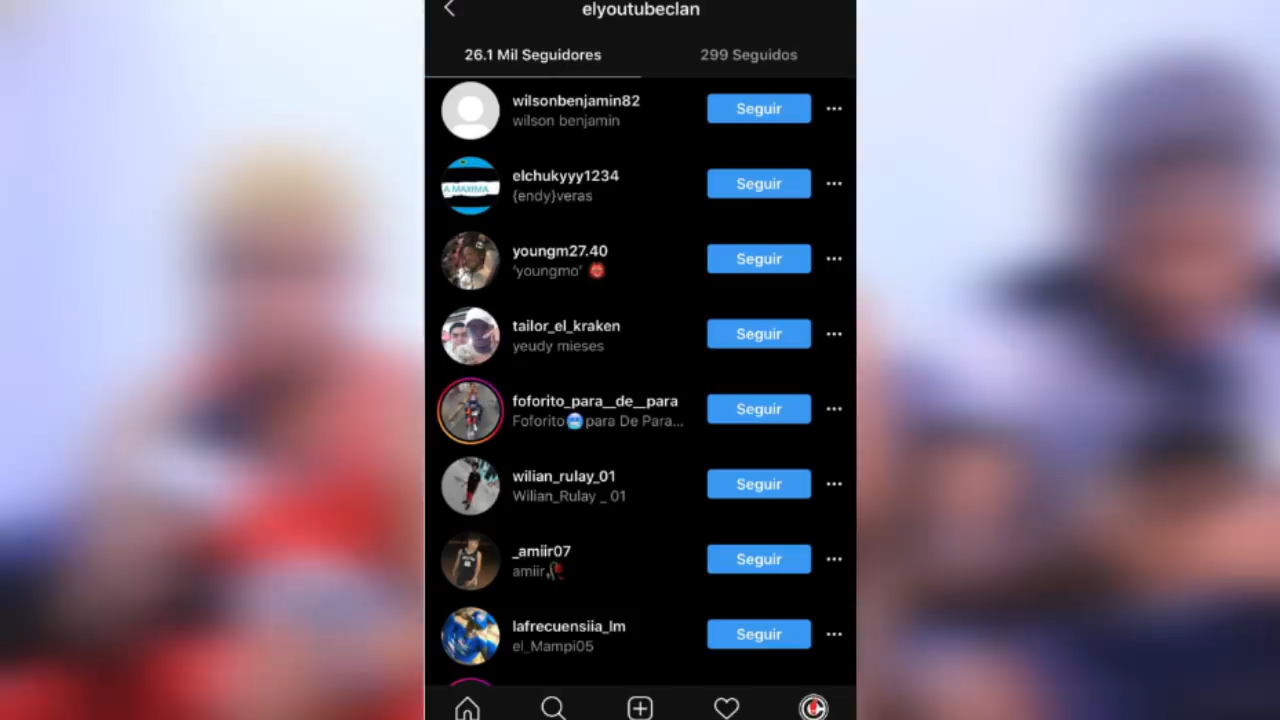 elyoutubeclan
26.1 Mil Seguidores
299 Seguidos
wilsonbenjamin82
wilson benjamin
Seguir
elchukyyy1234
{endy}veras
Seguir
A MAXIMA
youngm27.40
'youngmo'
Seguir
tailor_el_kraken
yeudy mieses
Seguir
foforito_para__de__para
Foforito🥶para De Para...
Seguir
wilian_rulay_01
Wilian_Rulay _ 01
Seguir
_amiir07
amiir🥀
Seguir
lafrecuensiia_lm
el_Mampi05
Seguir